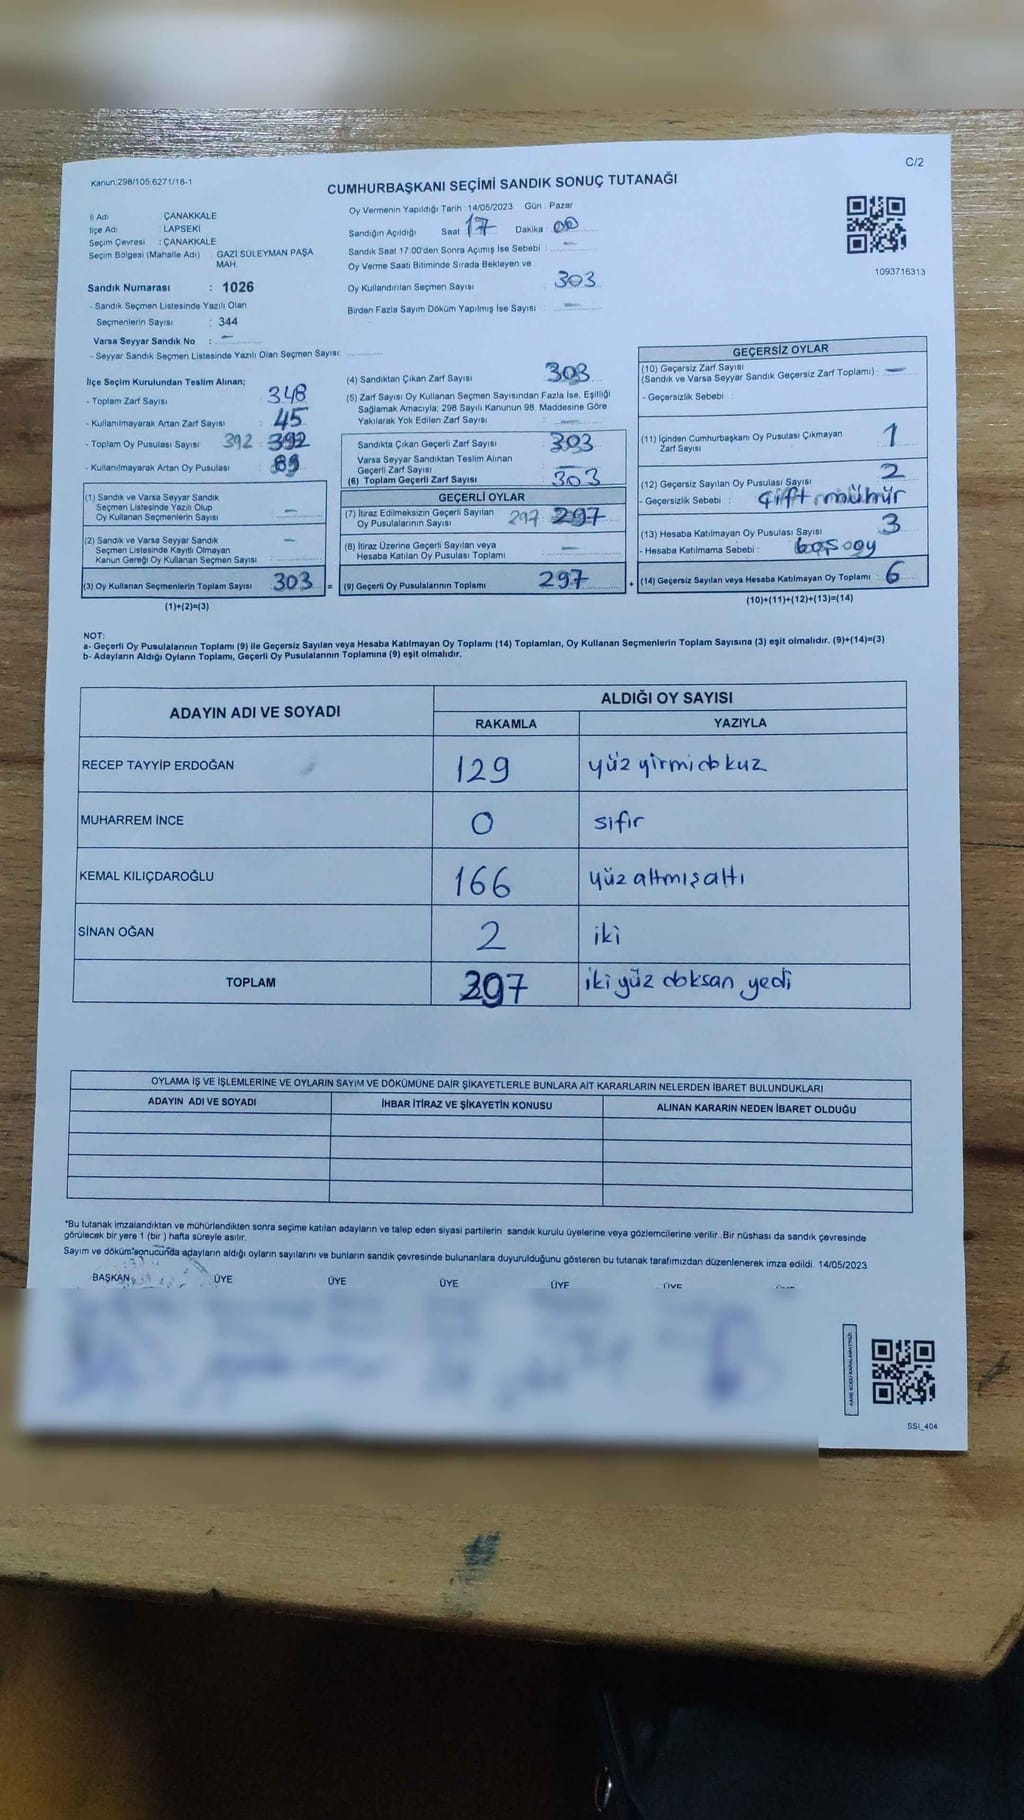 C/2
Kanun;298/105;6271/18-1
CUMHURBAŞKANI SEÇİMİ SANDIK SONUÇ TUTANAĞI
İl Adı : ÇANAKKALE
İlçe Adı : LAPSEKİ
Seçim Çevresi : ÇANAKKALE
Seçim Bölgesi (Mahalle Adı) GAZİ SÜLEYMAN PAŞA
MAH.
Sandık Numarası : 1026
- Sandık Seçmen Listesinde Yazılı Olan
Seçmenlerin Sayısı : 344
Varsa Seyyar Sandık No : —
- Seyyar Sandık Seçmen Listesinde Yazılı Olan Seçmen Sayısı:
Oy Vermenin Yapıldığı Tarih : 14/05/2023 Gün : Pazar
Sandığın Açıldığı Saat : 17 Dakika : 00
Sandık Saat 17:00'den Sonra Açımış İse Sebebi : —
Oy Verme Saati Bitiminde Sırada Bekleyen ve
Oy Kullandırılan Seçmen Sayısı : 303
Birden Fazla Sayım Döküm Yapılmış İse Sayısı : —
1093716313
İlçe Seçim Kurulundan Teslim Alınan;
- Toplam Zarf Sayısı : 348
- Kullanılmayarak Artan Zarf Sayısı : 45
- Toplam Oy Pusulası Sayısı 392 : 392
- Kullanılmayarak Artan Oy Pusulası : 89
(1) Sandık ve Varsa Seyyar Sandık
Seçmen Listesinde Yazılı Olup
Oy Kullanan Seçmenlerin Sayısı : —
(2) Sandık ve Varsa Seyyar Sandık
Seçmen Listesinde Kayıtlı Olmayan
Kanun Gereği Oy Kullanan Seçmen Sayısı : —
(3) Oy Kullanan Seçmenlerin Toplam Sayısı : 303 =
(1)+(2)=(3)
(4) Sandıktan Çıkan Zarf Sayısı 303
(5) Zarf Sayısı Oy Kullanan Seçmen Sayısından Fazla İse, Eşitliği
Sağlamak Amacıyla; 298 Sayılı Kanunun 98. Maddesine Göre
Yakılarak Yok Edilen Zarf Sayısı : —
Sandıkta Çıkan Geçerli Zarf Sayısı : 303
Varsa Seyyar Sandıktan Teslim Alınan
Geçerli Zarf Sayısı : —
(6) Toplam Geçerli Zarf Sayısı : 303
GEÇERLİ OYLAR
(7) İtiraz Edilmeksizin Geçerli Sayılan
Oy Pusulalarının Sayısı 297 297
(8) İtiraz Üzerine Geçerli Sayılan veya
Hesaba Katılan Oy Pusulası Toplamı : —
(9) Geçerli Oy Pusulalarının Toplamı : 297 +
GEÇERSİZ OYLAR
(10) Geçersiz Zarf Sayısı
(Sandık ve Varsa Seyyar Sandık Geçersiz Zarf Toplamı) : —
- Geçersizlik Sebebi :
(11) İçinden Cumhurbaşkanı Oy Pusulası Çıkmayan
Zarf Sayısı 1
(12) Geçersiz Sayılan Oy Pusulası Sayısı : 2
- Geçersizlik Sebebi : çift mühür
(13) Hesaba Katılmayan Oy Pusulası Sayısı : 3
- Hesaba Katılmama Sebebi : boş oy
(14) Geçersiz Sayılan veya Hesaba Katılmayan Oy Toplamı : 6
(10)+(11)+(12)+(13)=(14)
NOT:
a- Geçerli Oy Pusulalarının Toplamı (9) ile Geçersiz Sayılan veya Hesaba Katılmayan Oy Toplamı (14) Toplamları, Oy Kullanan Seçmenlerin Toplam Sayısına (3) eşit olmalıdır. (9)+(14)=(3)
b- Adayların Aldığı Oyların Toplamı, Geçerli Oy Pusulalarının Toplamına (9) eşit olmalıdır.
ADAYIN ADI VE SOYADI ALDIĞI OY SAYISI
RAKAMLA YAZIYLA
RECEP TAYYİP ERDOĞAN 129 yüz yirmi dokuz
MUHARREM İNCE 0 sıfır
KEMAL KILIÇDAROĞLU 166 yüz altmış altı
SİNAN OĞAN 2 iki
TOPLAM 297 iki yüz doksan yedi
OYLAMA İŞ VE İŞLEMLERİNE VE OYLARIN SAYIM VE DÖKÜMÜNE DAİR ŞİKAYETLERLE BUNLARA AİT KARARLARIN NELERDEN İBARET BULUNDUKLARI
ADAYIN ADI VE SOYADI İHBAR İTİRAZ VE ŞİKAYETİN KONUSU ALINAN KARARIN NEDEN İBARET OLDUĞU
*Bu tutanak imzalandıktan ve mühürlendikten sonra seçime katılan adayların ve talep eden siyasi partilerin sandık kurulu üyelerine veya gözlemcilerine verilir .Bir nüshası da sandık çevresinde
görülecek bir yere 1 (bir ) hafta süreyle asılır.
Sayım ve döküm sonucunda adayların aldığı oyların sayılarını ve bunların sandık çevresinde bulunanlara duyurulduğunu gösteren bu tutanak tarafımızdan düzenlenerek imza edildi. 14/05/2023
BAŞKAN ÜYE ÜYE ÜYE ÜYE ÜYE
SSI_404